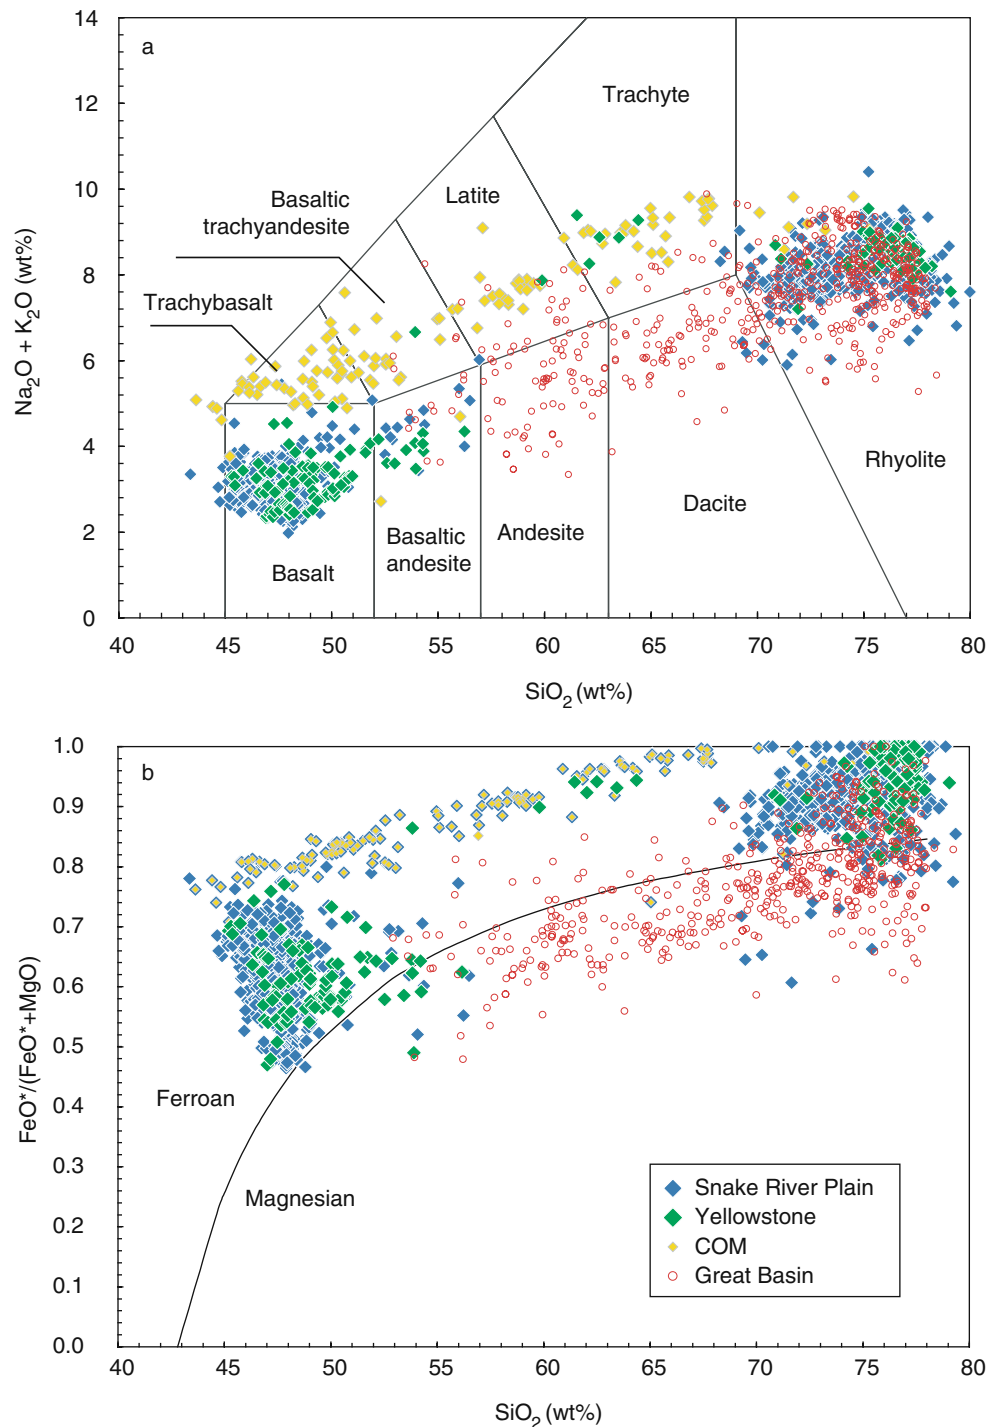 a
14
12
10
8
6
4
2
0
Na2O + K2O (wt%)
Trachyte
Latite
Basaltic
trachyandesite
Trachybasalt
Rhyolite
Dacite
Andesite
Basaltic
andesite
Basalt
40 45 50 55 60 65 70 75 80
SiO2 (wt%)
b
1.0
0.9
0.8
0.7
0.6
0.5
0.4
0.3
0.2
0.1
0.0
FeO*/(FeO*+MgO)
Ferroan
Magnesian
Snake River Plain
Yellowstone
COM
Great Basin
40 45 50 55 60 65 70 75 80
SiO2 (wt%)